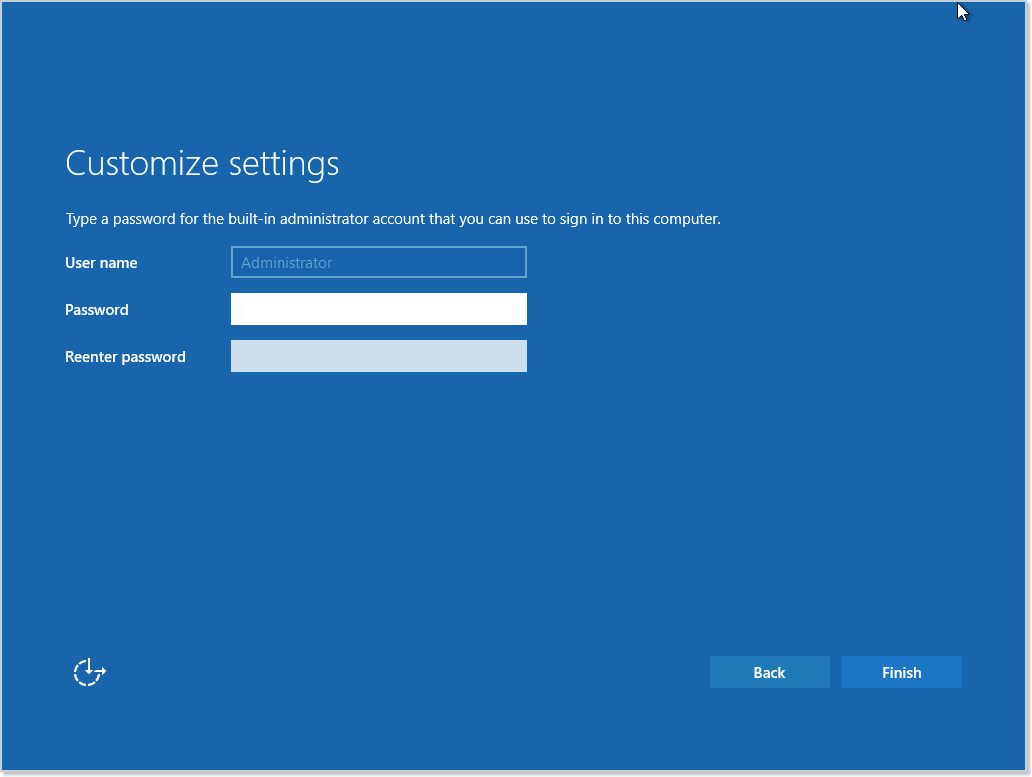 Customize settings
Type a password for the built-in administrator account that you can use to sign in to this computer.
User name
Administrator
Password
Reenter password
Back
Finish